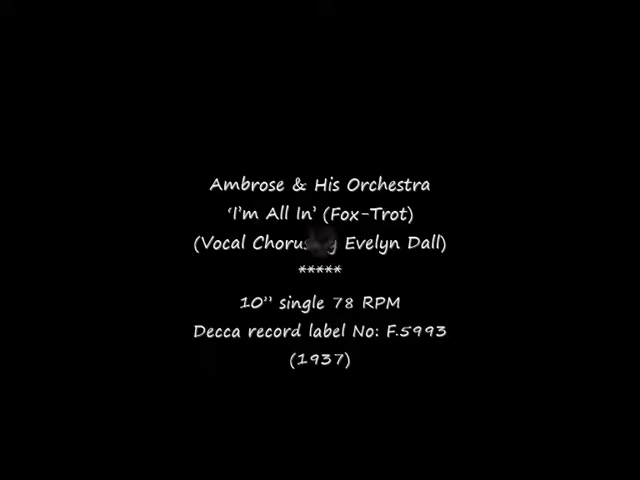 Ambrose & His Orchestra
‘I’m All In’ (Fox-Trot)
(Vocal Chorus Evelyn Dall)
*****
10” single 78 RPM
Decca record label No: F.5993
(1937)